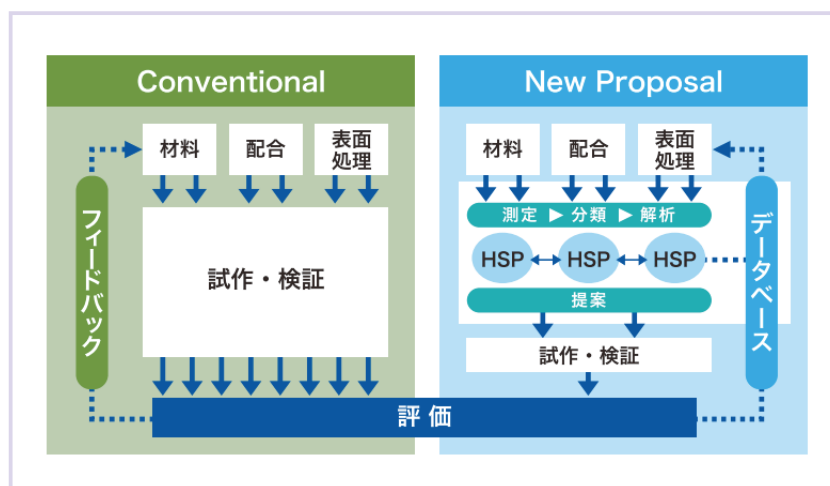 Conventional
材料
配合
表面
処理
フィードバック
試作・検証
New Proposal
材料
配合
表面
処理
測定 ▶ 分類 ▶ 解析
HSP
HSP
HSP
提案
データベース
試作・検証
評価